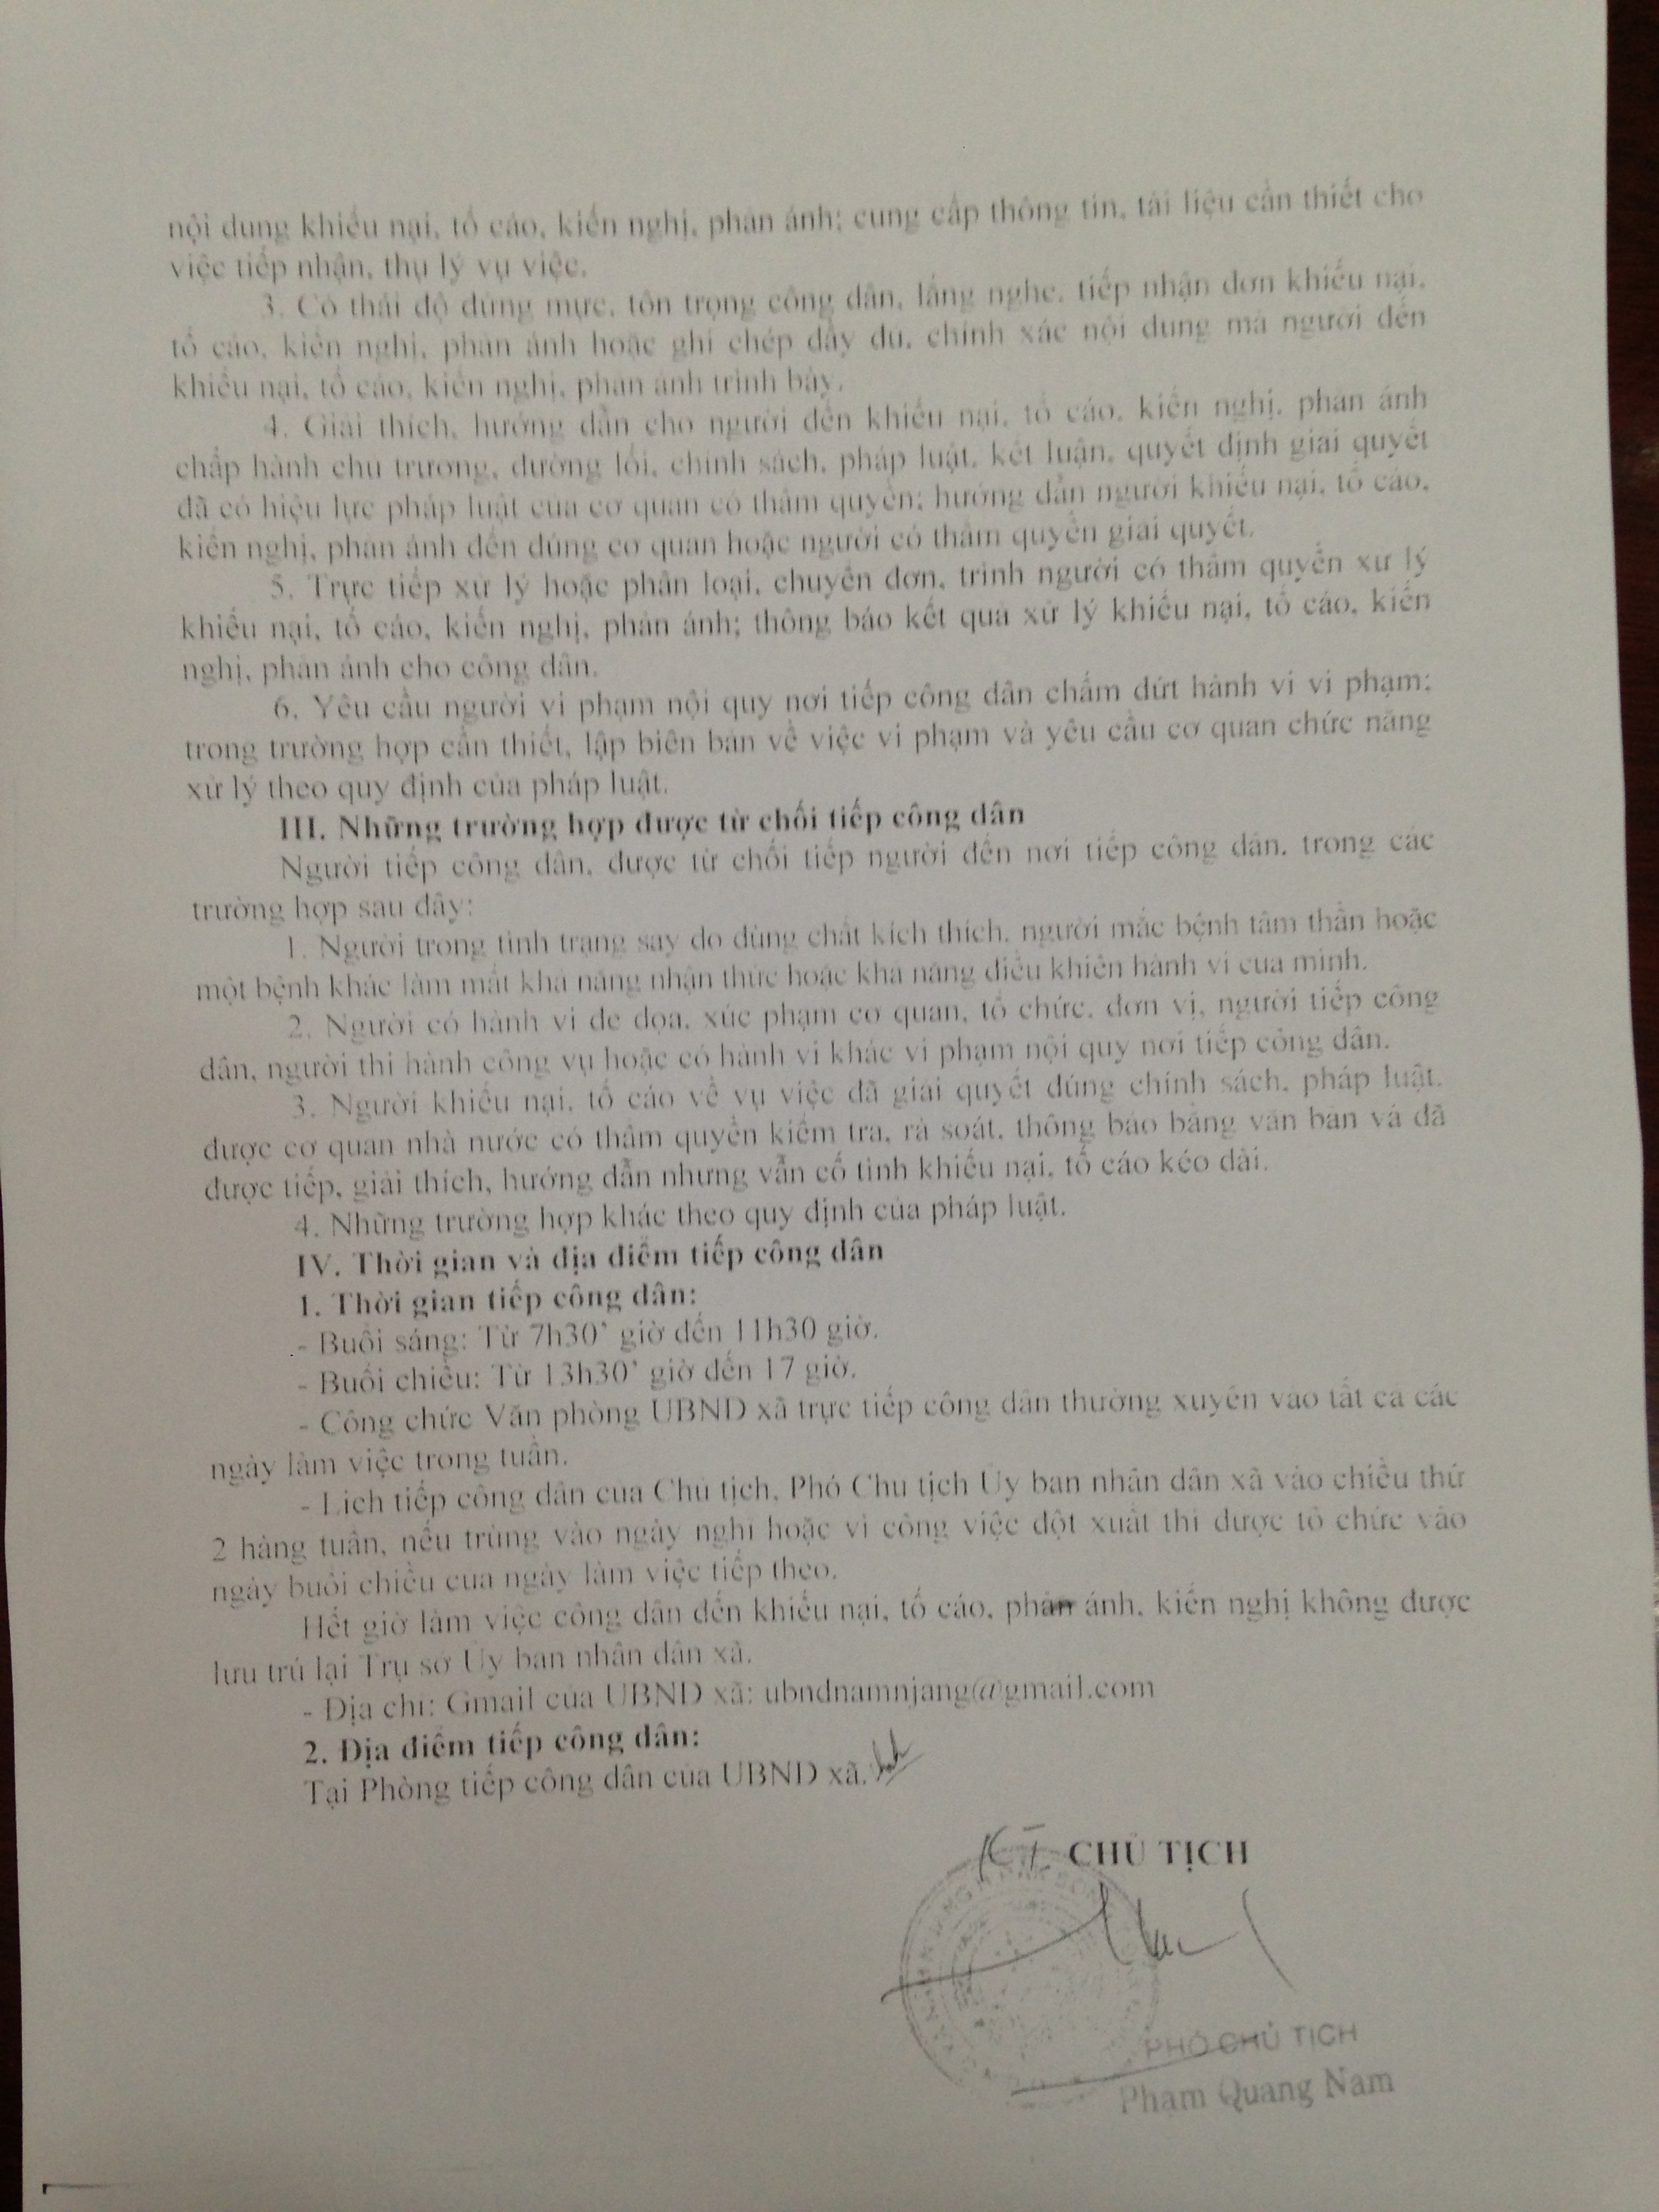 nội dung khiếu nại, tố cáo, kiến nghị, phản ánh; cung cấp thông tin, tài liệu cần thiết cho
việc tiếp nhận, thụ lý vụ việc.
3. Có thái độ đúng mực, tôn trọng công dân, lắng nghe, tiếp nhận đơn khiếu nại,
tố cáo, kiến nghị, phản ánh hoặc ghi chép đầy đủ, chính xác nội dung mà người đến
khiếu nại, tố cáo, kiến nghị, phản ánh trình bày.
4. Giải thích, hướng dẫn cho người đến khiếu nại, tố cáo, kiến nghị, phản ánh
chấp hành chủ trương, đường lối, chính sách, pháp luật, kết luận, quyết định giải quyết
đã có hiệu lực pháp luật của cơ quan có thẩm quyền; hướng dẫn người khiếu nại, tố cáo,
kiến nghị, phản ánh đến đúng cơ quan hoặc người có thẩm quyền giải quyết.
5. Trực tiếp xử lý hoặc phân loại, chuyển đơn, trình người có thẩm quyền xử lý
khiếu nại, tố cáo, kiến nghị, phản ánh; thông báo kết quả xử lý khiếu nại, tố cáo, kiến
nghị, phản ánh cho công dân.
6. Yêu cầu người vi phạm nội quy nơi tiếp công dân chấm dứt hành vi vi phạm;
trong trường hợp cần thiết, lập biên bản về việc vi phạm và yêu cầu cơ quan chức năng
xử lý theo quy định của pháp luật.
III. Những trường hợp được từ chối tiếp công dân
Người tiếp công dân, được từ chối tiếp người đến nơi tiếp công dân, trong các
trường hợp sau đây:
1. Người trong tình trạng say do dùng chất kích thích, người mắc bệnh tâm thần hoặc
một bệnh khác làm mất khả năng nhận thức hoặc khả năng điều khiển hành vi của mình.
2. Người có hành vi đe dọa, xúc phạm cơ quan, tổ chức, đơn vị, người tiếp công
dân, người thi hành công vụ hoặc có hành vi khác vi phạm nội quy nơi tiếp công dân.
3. Người khiếu nại, tố cáo về vụ việc đã giải quyết đúng chính sách, pháp luật,
được cơ quan nhà nước có thẩm quyền kiểm tra, rà soát, thông báo bằng văn bản và đã
được tiếp, giải thích, hướng dẫn nhưng vẫn cố tình khiếu nại, tố cáo kéo dài.
4. Những trường hợp khác theo quy định của pháp luật.
IV. Thời gian và địa điểm tiếp công dân
1. Thời gian tiếp công dân:
- Buổi sáng: Từ 7h30’ giờ đến 11h30 giờ.
- Buổi chiều: Từ 13h30’ giờ đến 17 giờ.
- Công chức Văn phòng UBND xã trực tiếp công dân thường xuyên vào tất cả các
ngày làm việc trong tuần.
- Lịch tiếp công dân của Chủ tịch, Phó Chủ tịch Ủy ban nhân dân xã vào chiều thứ
2 hàng tuần, nếu trùng vào ngày nghỉ hoặc vì công việc đột xuất thì được tổ chức vào
ngày buổi chiều của ngày làm việc tiếp theo.
Hết giờ làm việc công dân đến khiếu nại, tố cáo, phản ánh, kiến nghị không được
lưu trú lại Trụ sở Ủy ban nhân dân xã.
- Địa chỉ: Gmail của UBND xã: ubndnamnjang@gmail.com
2. Địa điểm tiếp công dân:
Tại Phòng tiếp công dân của UBND xã.
KT. CHỦ TỊCH
PHÓ CHỦ TỊCH
Phạm Quang Nam